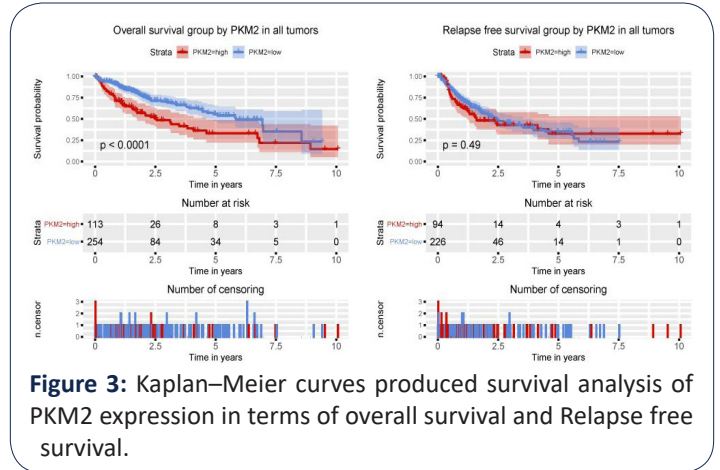 Overall survival group by PKM2 in all tumors
Strata PKM2=high PKM2=low
Survival probability
1.00
0.75
0.50
0.25
0.00
p < 0.0001
0 2.5 5 7.5 10
Time in years
Number at risk
Strata
PKM2=high 113 26 8 3 1
PKM2=low 254 84 34 5 0
0 2.5 5 7.5 10
Time in years
Number of censoring
n.censor
3
2
1
0
0 2.5 5 7.5 10
Time in years
Relapse free survival group by PKM2 in all tumors
Strata PKM2=high PKM2=low
Survival probability
1.00
0.75
0.50
0.25
0.00
p = 0.49
0 2.5 5 7.5 10
Time in years
Number at risk
Strata
PKM2=high 94 14 4 3 1
PKM2=low 226 46 14 1 0
0 2.5 5 7.5 10
Time in years
Number of censoring
n.censor
3
2
1
0
0 2.5 5 7.5 10
Time in years
Figure 3: Kaplan–Meier curves produced survival analysis of
PKM2 expression in terms of overall survival and Relapse free
survival.